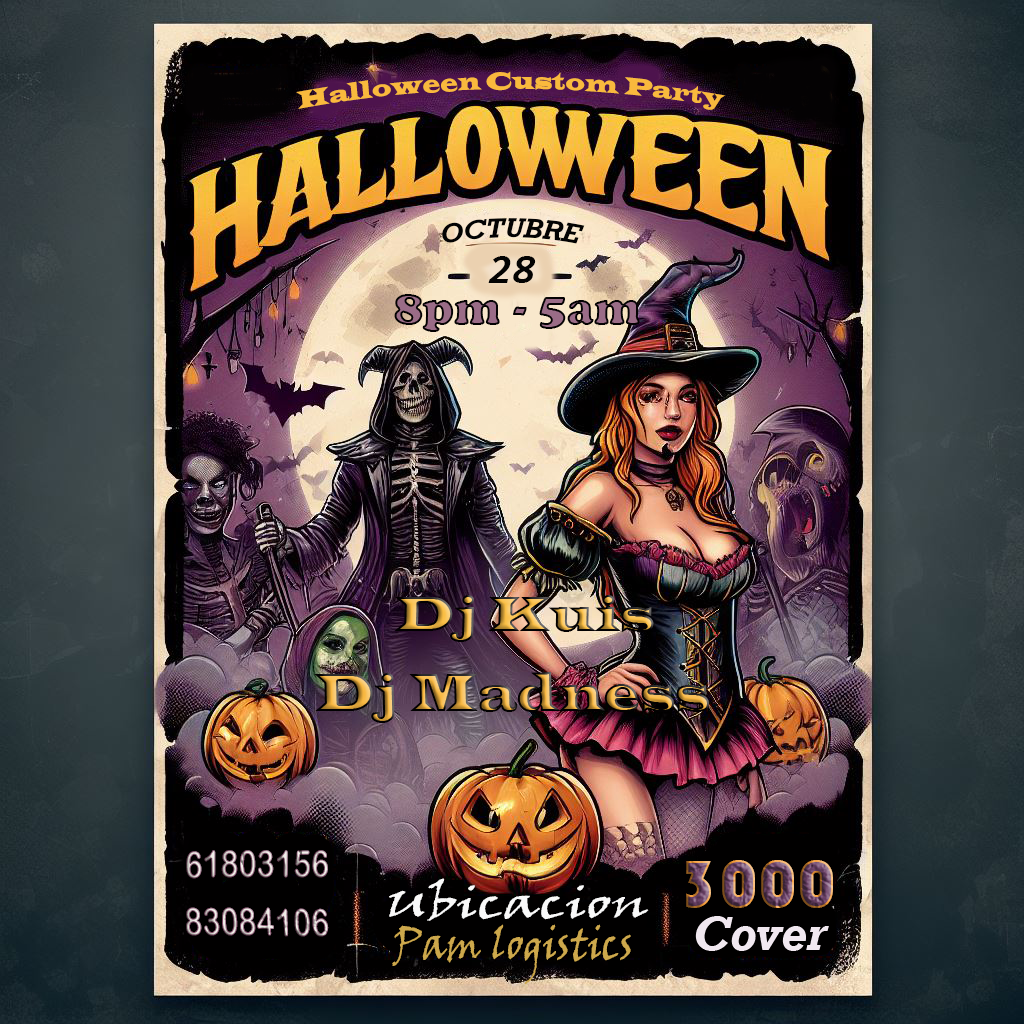 Halloween Custom Party
HALLOWEEN
OCTUBRE
- 28 -
8pm - 5am
Dj Kuis
Dj Madness
61803156
83084106
Ubicacion
Pam logistics
3000
Cover